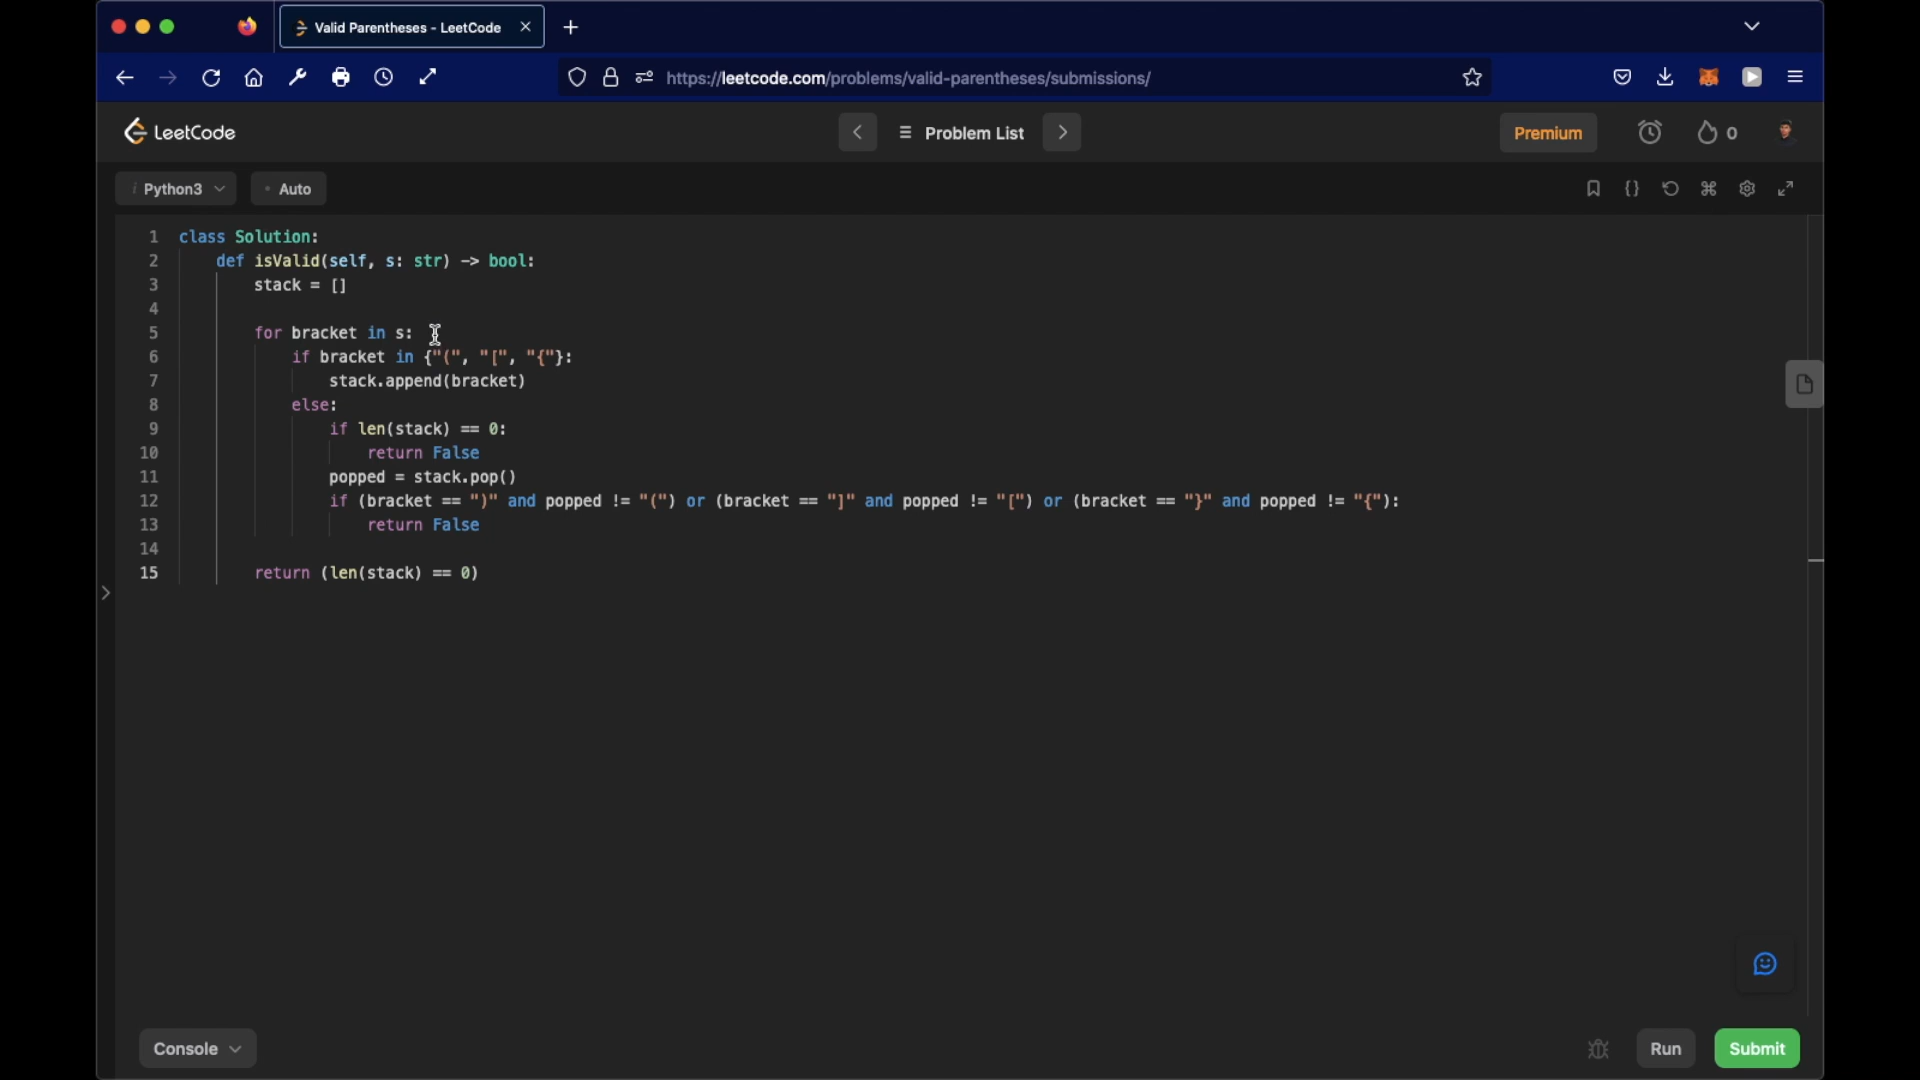 Valid Parentheses - LeetCode
https://leetcode.com/problems/valid-parentheses/submissions/
LeetCode
Problem List
Premium
0
i Python3
Auto
1 class Solution:
2     def isValid(self, s: str) -> bool:
3         stack = []
4
5         for bracket in s:
6             if bracket in {"(", "[", "{"}:
7                 stack.append(bracket)
8             else:
9                 if len(stack) == 0:
10                     return False
11                 popped = stack.pop()
12                 if (bracket == ")" and popped != "(") or (bracket == "]" and popped != "[") or (bracket == "}" and popped != "{"):
13                     return False
14
15         return (len(stack) == 0)
Console
Run
Submit